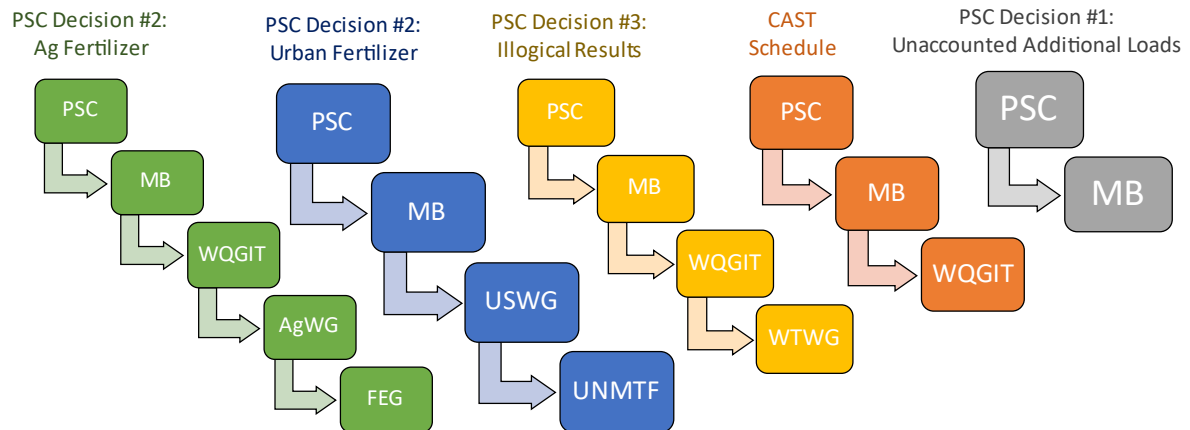 PSC Decision #2:
Ag Fertilizer
PSC
MB
WQGIT
AgWG
FEG
PSC Decision #2:
Urban Fertilizer
PSC
MB
USWG
UNMTF
PSC Decision #3:
Illogical Results
PSC
MB
WQGIT
WTWG
CAST
Schedule
PSC
MB
WQGIT
PSC Decision #1:
Unaccounted Additional Loads
PSC
MB